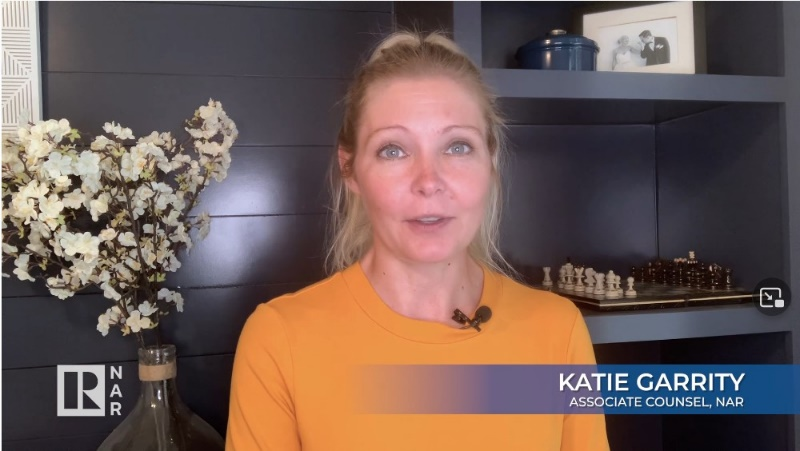 NAR
KATIE GARRITY
ASSOCIATE COUNSEL, NAR
R